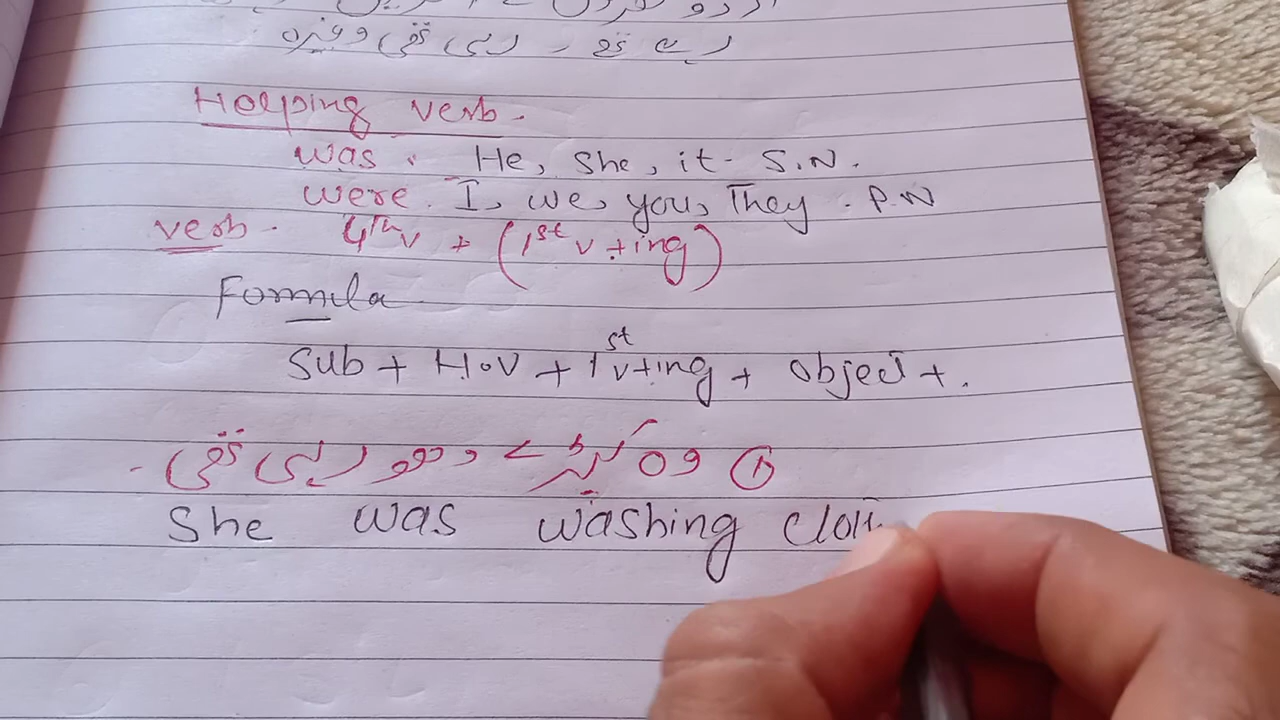 رہے تھے ۔ رہی تھی وغیرہ
Helping verb.
was. He, She, it- S.N.
were. I, we, you, They. P.N
verb- 4th v + (1st v+ing)
Formula
Sub + H.V + 1st v+ing + object + .
① وہ کپڑے دھو رہی تھی -
She was washing clot